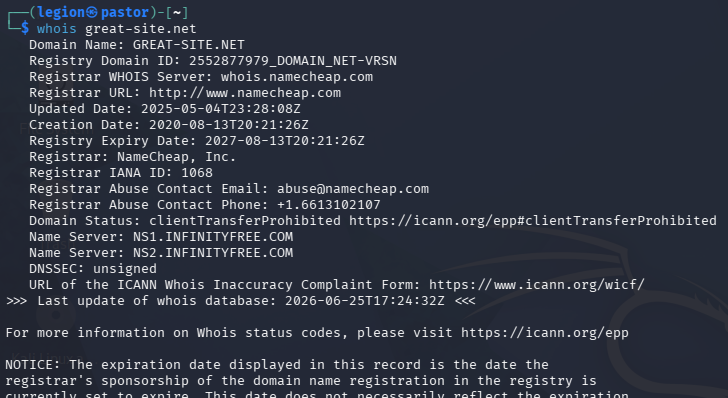 ┌──(legion㉿pastor)-[~]
└─$ whois great-site.net
Domain Name: GREAT-SITE.NET
Registry Domain ID: 2552877979_DOMAIN_NET-VRSN
Registrar WHOIS Server: whois.namecheap.com
Registrar URL: http://www.namecheap.com
Updated Date: 2025-05-04T23:28:08Z
Creation Date: 2020-08-13T20:21:26Z
Registry Expiry Date: 2027-08-13T20:21:26Z
Registrar: NameCheap, Inc.
Registrar IANA ID: 1068
Registrar Abuse Contact Email: abuse@namecheap.com
Registrar Abuse Contact Phone: +1.6613102107
Domain Status: clientTransferProhibited https://icann.org/epp#clientTransferProhibited
Name Server: NS1.INFINITYFREE.COM
Name Server: NS2.INFINITYFREE.COM
DNSSEC: unsigned
URL of the ICANN Whois Inaccuracy Complaint Form: https://www.icann.org/wicf/
>>> Last update of whois database: 2026-06-25T17:24:32Z <<<
For more information on Whois status codes, please visit https://icann.org/epp
NOTICE: The expiration date displayed in this record is the date the
registrar's sponsorship of the domain name registration in the registry is
currently set to expire. This date does not necessarily reflect the expiration